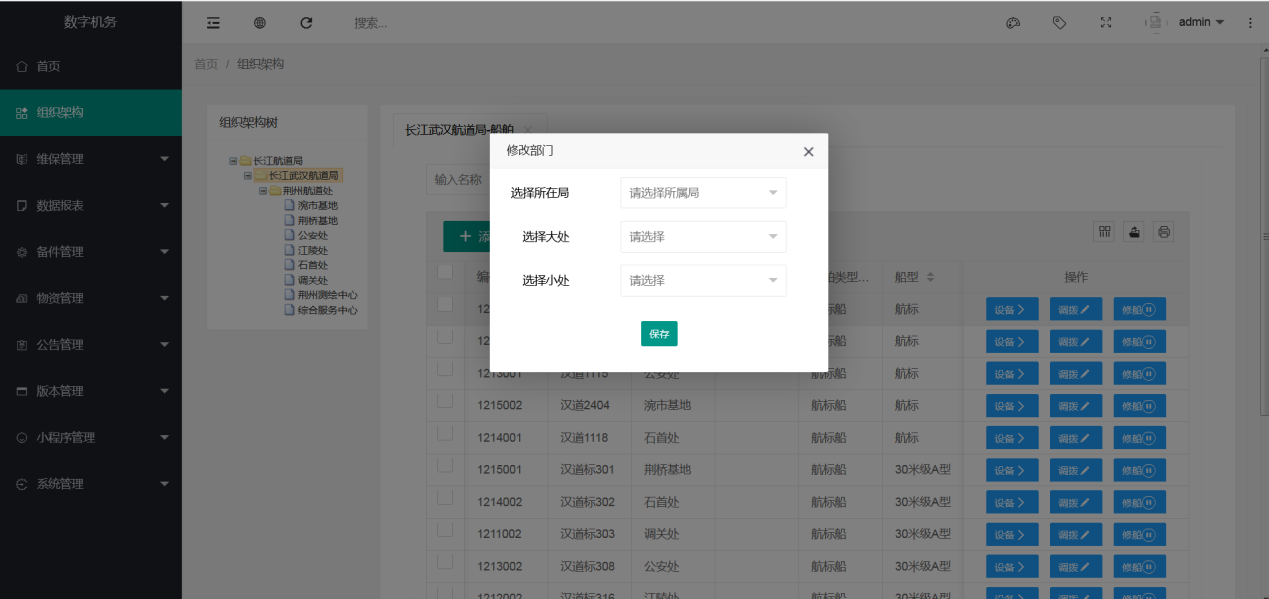 数字机务
搜索...
admin
首页
组织架构
维保管理
数据报表
备件管理
物资管理
公告管理
版本管理
小程序管理
系统管理
首页 / 组织架构
组织架构树
长江航道局
长江武汉航道局
荆州航道处
涴市基地
荆桥基地
公安处
江陵处
石首处
调关处
荆州测绘中心
综合服务中心
长江武汉航道局-船舶
输入名称
修改部门
选择所在局 请选择所属局
选择大处 请选择
选择小处 请选择
保存
船型 操作
航标 设备 调拨 修船
航标 设备 调拨 修船
1213001 汉道1115 公安处 航标船 航标 设备 调拨 修船
1215002 汉道2404 涴市基地 航标船 航标 设备 调拨 修船
1214001 汉道1118 石首处 航标船 航标 设备 调拨 修船
1215001 汉道标301 荆桥基地 航标船 30米级A型 设备 调拨 修船
1214002 汉道标302 石首处 航标船 30米级A型 设备 调拨 修船
1211002 汉道标303 调关处 航标船 30米级A型 设备 调拨 修船
1213002 汉道标308 公安处 航标船 30米级A型 设备 调拨 修船
1212002 汉道标316 江陵处 航标船 30米级A型 设备 调拨 修船